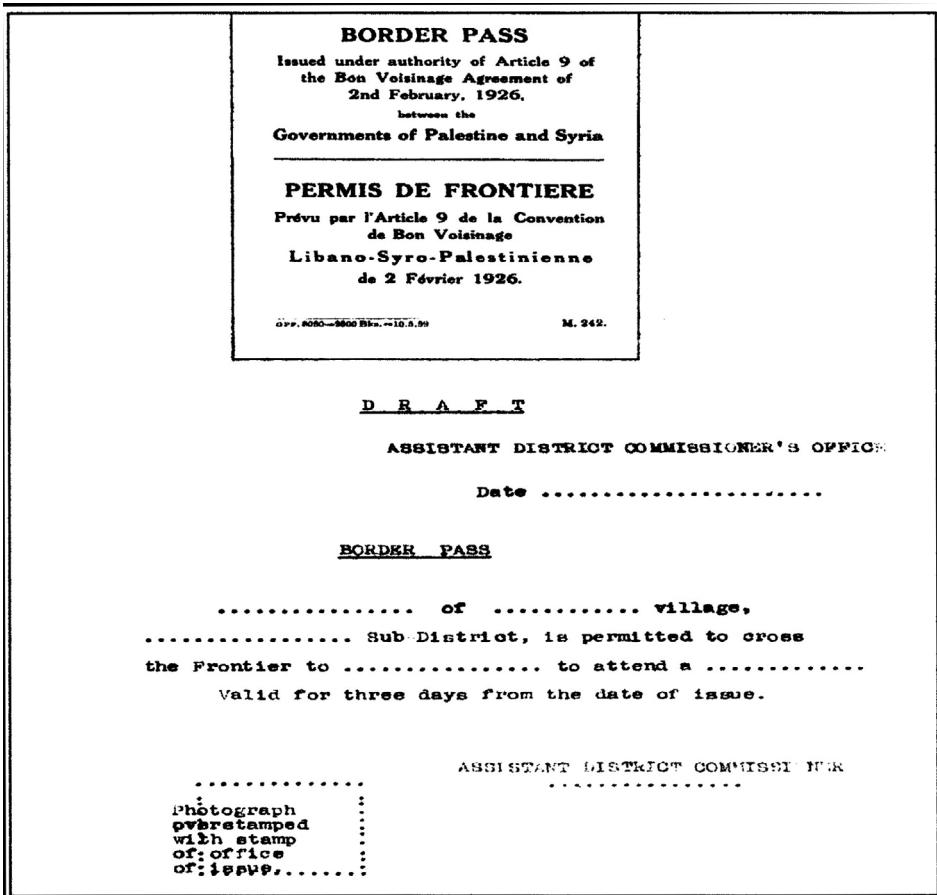 BORDER PASS
Issued under authority of Article 9 of
the Bon Voisinage Agreement of
2nd February, 1926,
between the
Governments of Palestine and Syria
PERMIS DE FRONTIERE
Prévu par l'Article 9 de la Convention
de Bon Voisinage
Libano-Syro-Palestinienne
de 2 Février 1926.
M. 242.
D R A F T
ASSISTANT DISTRICT COMMISSIONER'S OFFICE
Date .......................
BORDER PASS
................ of ............ village,
................. Sub-District, is permitted to cross
the Frontier to ................ to attend a .............
Valid for three days from the date of issue.
ASSISTANT DISTRICT COMMISSIONER
................
Photograph
overstamped
with stamp
of office
of issue.